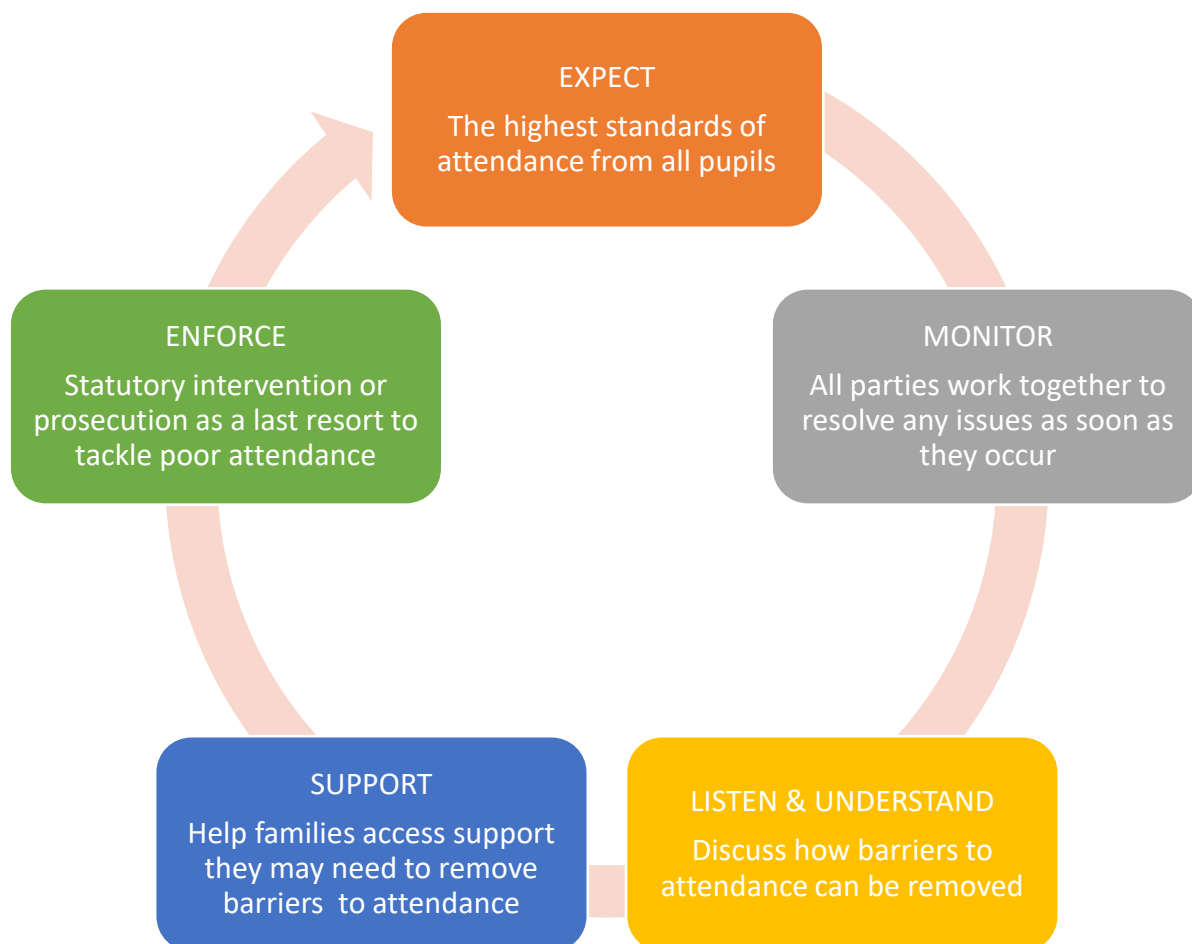 EXPECT
The highest standards of
attendance from all pupils
MONITOR
All parties work together to
resolve any issues as soon as
they occur
LISTEN & UNDERSTAND
Discuss how barriers to
attendance can be removed
SUPPORT
Help families access support
they may need to remove
barriers  to attendance
ENFORCE
Statutory intervention or
prosecution as a last resort to
tackle poor attendance